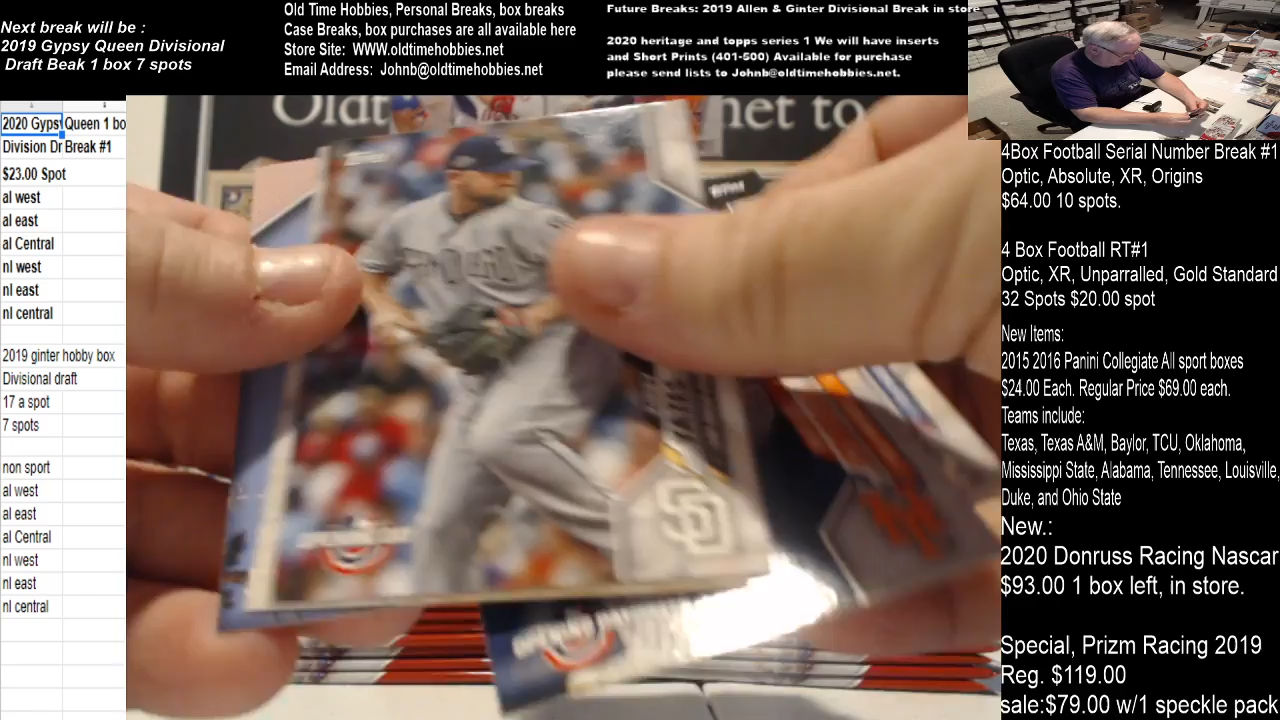 Next break will be :
2019 Gypsy Queen Divisional
Draft Beak 1 box 7 spots
Old Time Hobbies, Personal Breaks, box breaks
Case Breaks, box purchases are all available here
Store Site: WWW.oldtimehobbies.net
Email Address: Johnb@oldtimehobbies.net
Future Breaks: 2019 Allen & Ginter Divisional Break in store
2020 heritage and topps series 1 We will have inserts
and Short Prints (401-500) Available for purchase
please send lists to Johnb@oldtimehobbies.net.
2020 Gypsy Queen 1 bo
Division Dr Break #1
$23.00 Spot
al west
al east
al Central
nl west
nl east
nl central
2019 ginter hobby box
Divisional draft
17 a spot
7 spots
non sport
al west
al east
al Central
nl west
nl east
nl central
Oldt
net to
SD
4Box Football Serial Number Break #1
Optic, Absolute, XR, Origins
$64.00 10 spots.
4 Box Football RT#1
Optic, XR, Unparralled, Gold Standard
32 Spots $20.00 spot
New Items:
2015 2016 Panini Collegiate All sport boxes
$24.00 Each. Regular Price $69.00 each.
Teams include:
Texas, Texas A&M, Baylor, TCU, Oklahoma,
Mississippi State, Alabama, Tennessee, Louisville,
Duke, and Ohio State
New.:
2020 Donruss Racing Nascar
$93.00 1 box left, in store.
Special, Prizm Racing 2019
Reg. $119.00
sale:$79.00 w/1 speckle pack